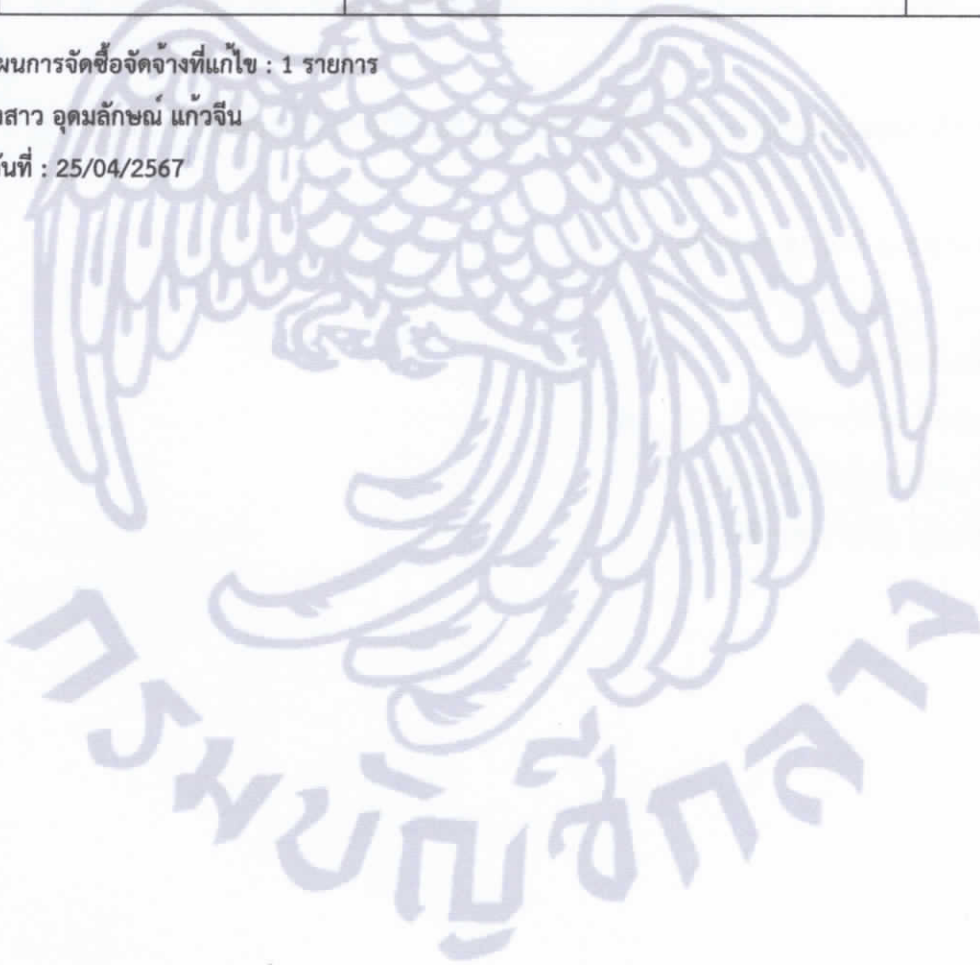 ผนการจัดซื้อจัดจ้างที่แก้ไข : 1 รายการ
งสาว อุดมลักษณ์ แก้วจีน
ันที่ : 25/04/2567
กรมบัญชีกลาง